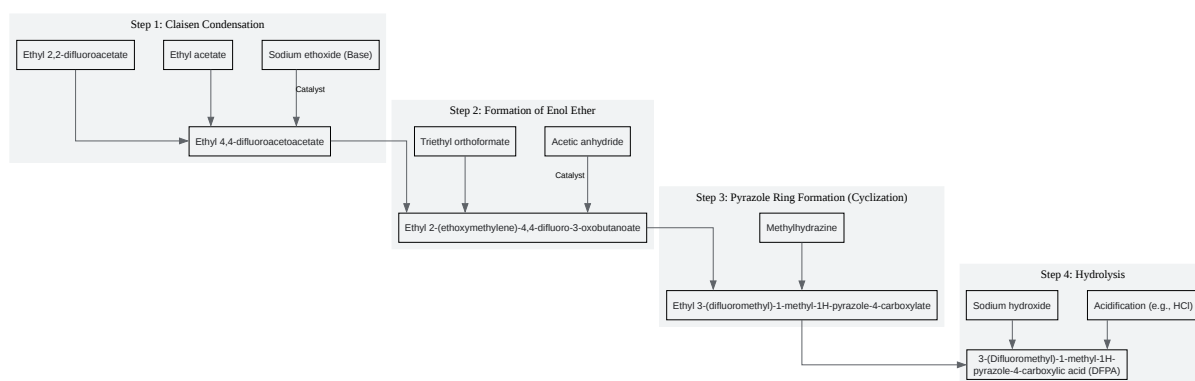 Step 1: Claisen Condensation
Ethyl 2,2-difluoroacetate
Ethyl acetate
Sodium ethoxide (Base)
Catalyst
Ethyl 4,4-difluoroacetoacetate
Step 2: Formation of Enol Ether
Triethyl orthoformate
Acetic anhydride
Catalyst
Ethyl 2-(ethoxymethylene)-4,4-difluoro-3-oxobutanoate
Step 3: Pyrazole Ring Formation (Cyclization)
Methylhydrazine
Ethyl 3-(difluoromethyl)-1-methyl-1H-pyrazole-4-carboxylate
Step 4: Hydrolysis
Sodium hydroxide
Acidification (e.g., HCl)
3-(Difluoromethyl)-1-methyl-1H-
pyrazole-4-carboxylic acid (DFPA)